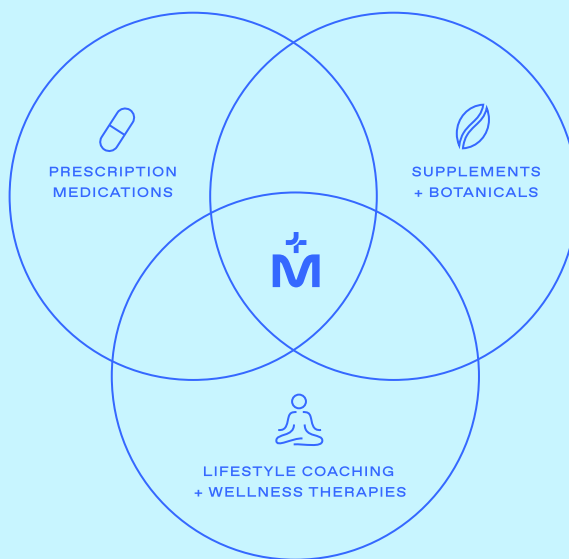 PRESCRIPTION
MEDICATIONS
SUPPLEMENTS
+ BOTANICALS
M
LIFESTYLE COACHING
+ WELLNESS THERAPIES